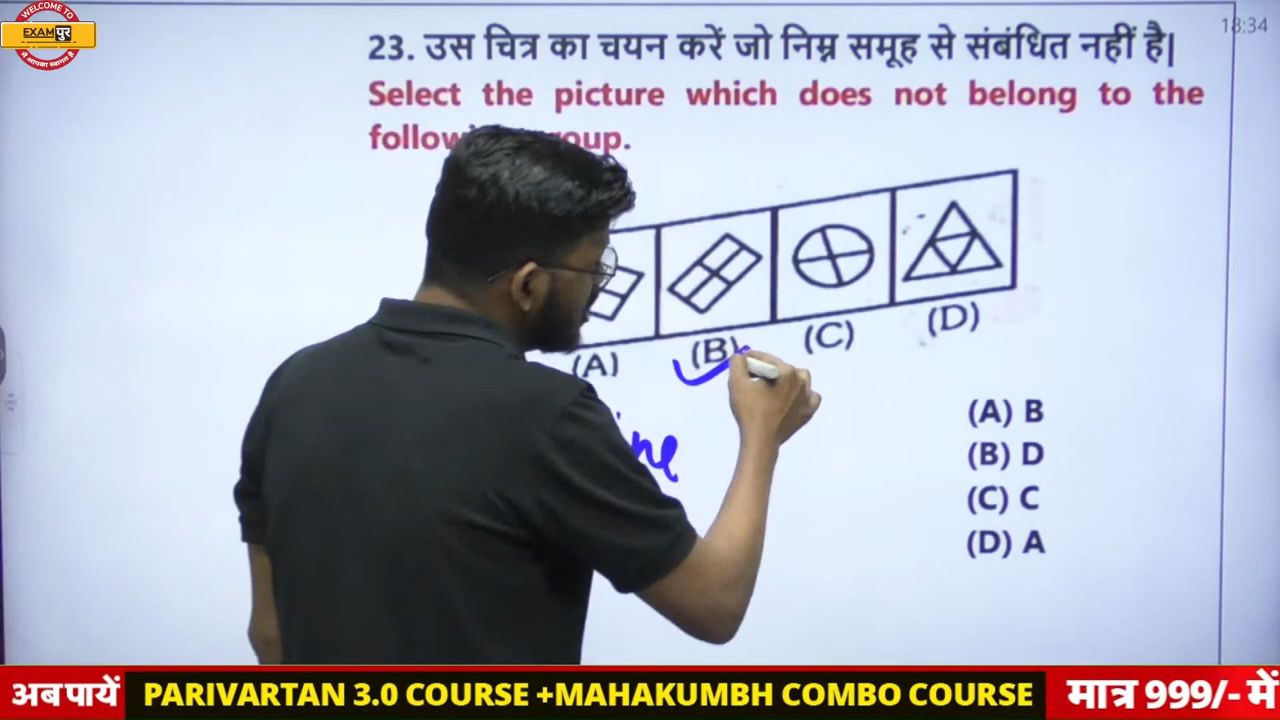 WELCOME TO
EXAMपुर
18:34
23. उस चित्र का चयन करें जो निम्न समूह से संबंधित नहीं है|
Select the picture which does not belong to the
(A)
(B)
(C)
(D)
(A) B
(B) D
(C) C
(D) A
अब पायें PARIVARTAN 3.0 COURSE +MAHAKUMBH COMBO COURSE मात्र 999/- में